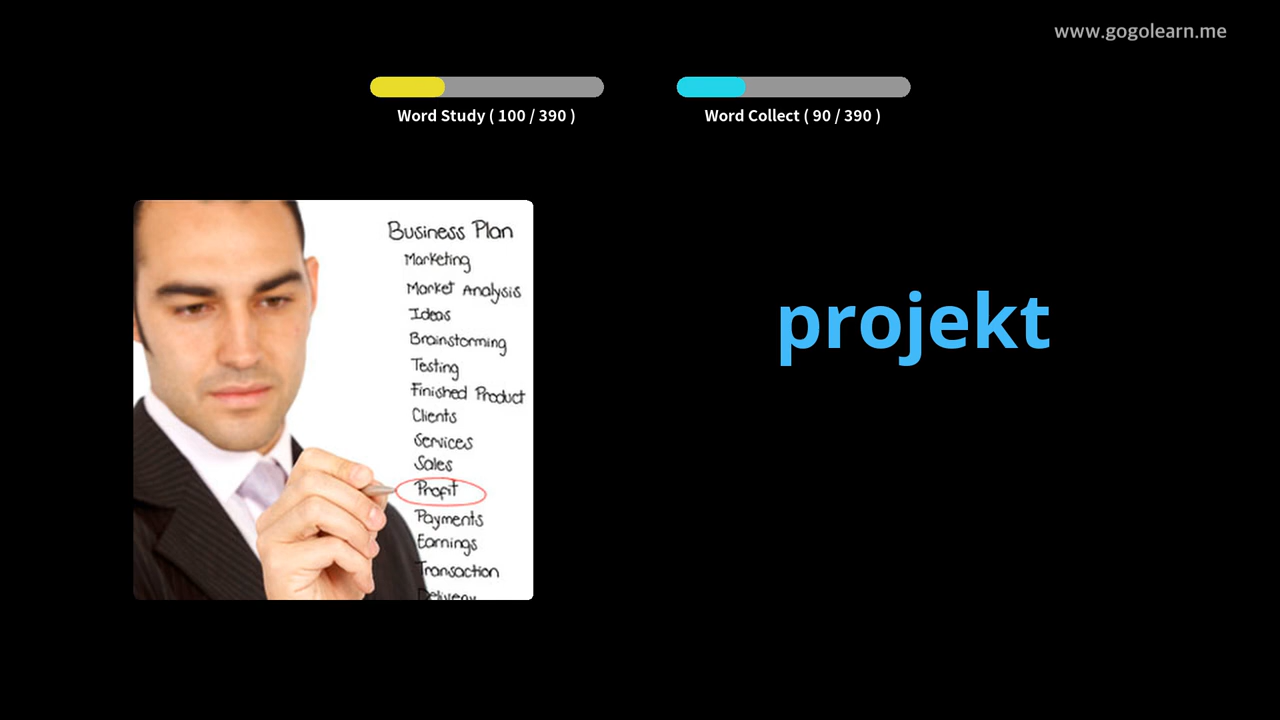 www.gogolearn.me
Word Study ( 100 / 390 )
Word Collect ( 90 / 390 )
Business Plan
Marketing
Market Analysis
Ideas
Brainstorming
Testing
Finished Product
Clients
Services
Sales
Profit
Payments
Earnings
Transaction
Delivery
projekt